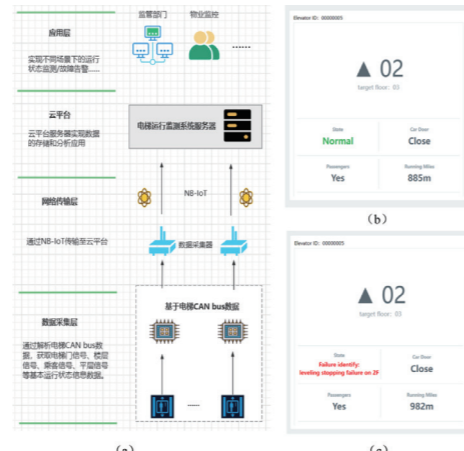 应用层
实现不同场景下的运行
状态监测/故障告警......
监管部门
物业监控
......
云平台
云平台服务器实现数据
的存储和分析应用
电梯运行监测系统服务器
网络传输层
通过NB-IoT传输至云平台
NB-IoT
数据采集器
数据采集层
通过解析电梯CAN bus数
据，获取电梯门信号、楼层
信号、乘客信号、平层信号
等基本运行状态信息数据。
基于电梯CAN bus数据
(a)
Elevator ID: 00000005
▲ 02
target floor: 03
State
Normal
Car Door
Close
Passengers
Yes
Running Miles
885m
(b)
Elevator ID: 00000005
▲ 02
target floor: 03
State
Failure identify:
leveling stopping failure on 2F
Car Door
Close
Passengers
Yes
Running Miles
982m
(c)